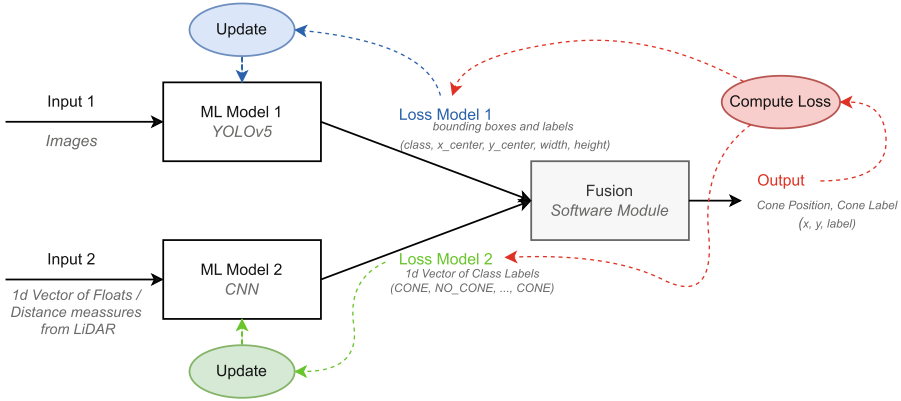 Update
Input 1
Images
ML Model 1
YOLOv5
Loss Model 1
bounding boxes and labels
(class, x_center, y_center, width, height)
Compute Loss
Fusion
Software Module
Output
Cone Position, Cone Label
(x, y, label)
Input 2
1d Vector of Floats /
Distance meassures
from LiDAR
ML Model 2
CNN
Loss Model 2
1d Vector of Class Labels
(CONE, NO_CONE, ..., CONE)
Update